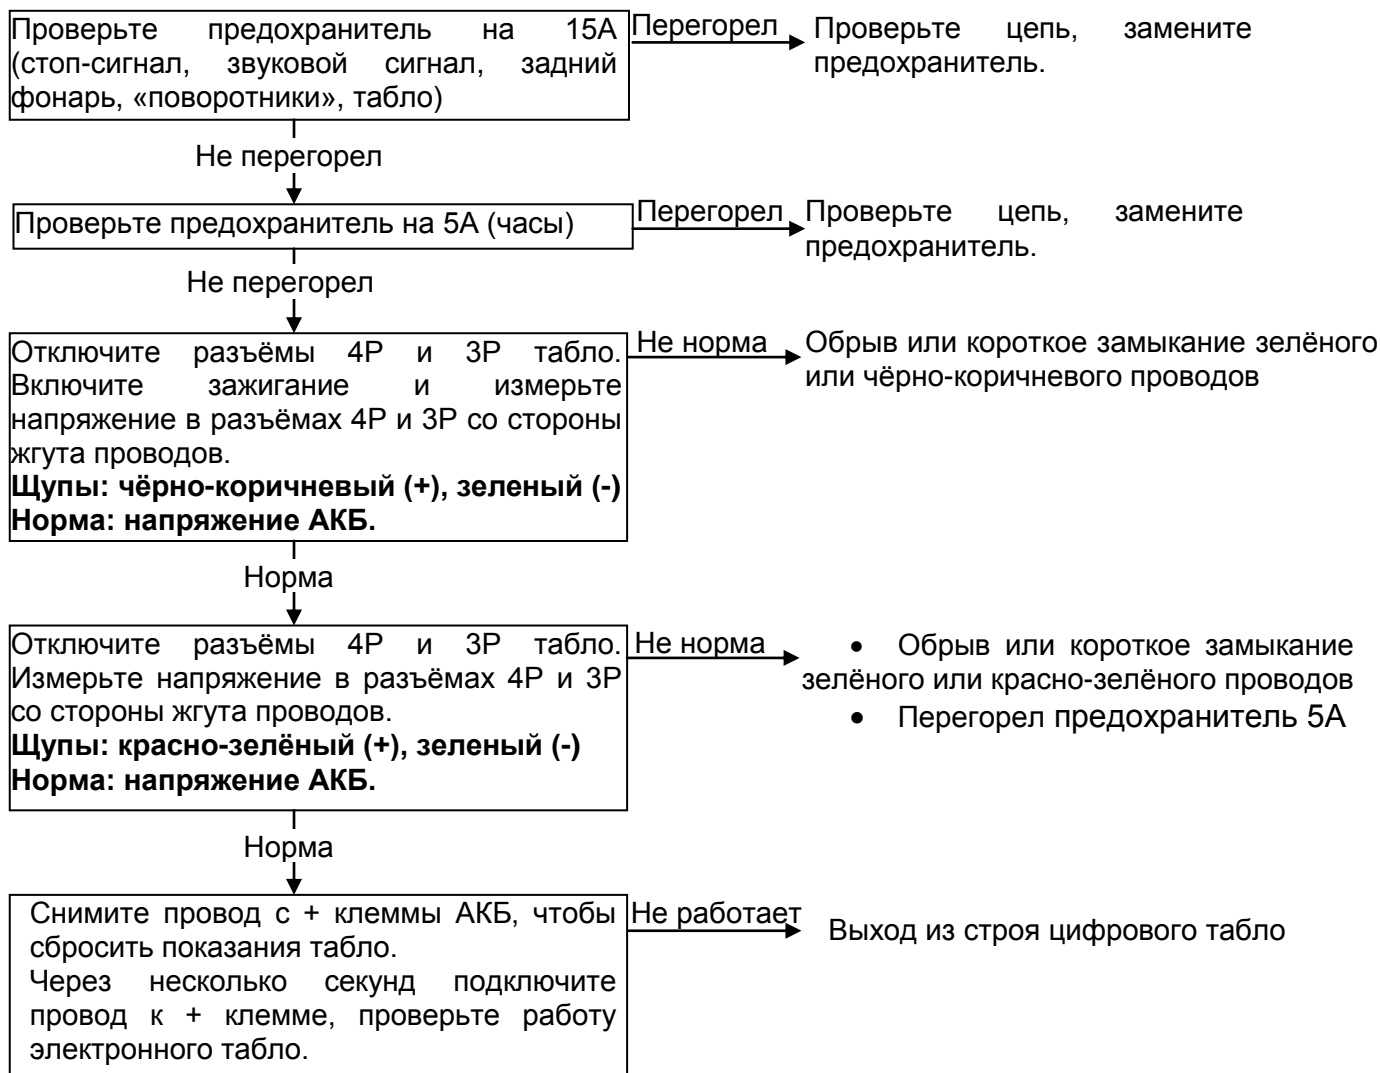 Проверьте предохранитель на 15А
(стоп-сигнал, звуковой сигнал, задний
фонарь, «поворотники», табло)
Перегорел
Проверьте цепь, замените
предохранитель.
Не перегорел
Проверьте предохранитель на 5А (часы)
Перегорел
Проверьте цепь, замените
предохранитель.
Не перегорел
Отключите разъёмы 4Р и 3Р табло.
Включите зажигание и измерьте
напряжение в разъёмах 4Р и 3Р со стороны
жгута проводов.
Щупы: чёрно-коричневый (+), зеленый (-)
Норма: напряжение АКБ.
Не норма
Обрыв или короткое замыкание зелёного
или чёрно-коричневого проводов
Норма
Отключите разъёмы 4Р и 3Р табло.
Измерьте напряжение в разъёмах 4Р и 3Р
со стороны жгута проводов.
Щупы: красно-зелёный (+), зеленый (-)
Норма: напряжение АКБ.
Не норма
• Обрыв или короткое замыкание
зелёного или красно-зелёного проводов
• Перегорел предохранитель 5А
Норма
Снимите провод с + клеммы АКБ, чтобы
сбросить показания табло.
Через несколько секунд подключите
провод к + клемме, проверьте работу
электронного табло.
Не работает
Выход из строя цифрового табло